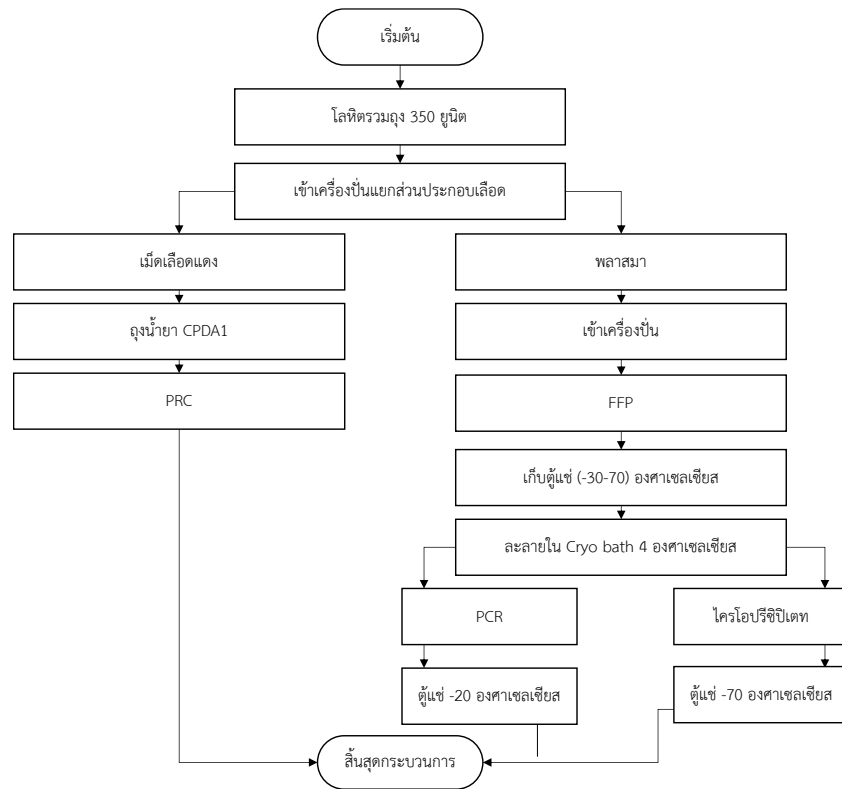 เริ่มต้น
โลหิตรวมถุง 350 ยูนิต
เข้าเครื่องปั่นแยกส่วนประกอบเลือด
เม็ดเลือดแดง
พลาสมา
ถุงน้ำยา CPDA1
เข้าเครื่องปั่น
PRC
FFP
เก็บตู้แช่ (-30-70) องศาเซลเซียส
ละลายใน Cryo bath 4 องศาเซลเซียส
PCR
ไครโอปรีซิปิเตท
ตู้แช่ -20 องศาเซลเซียส
ตู้แช่ -70 องศาเซลเซียส
สิ้นสุดกระบวนการ